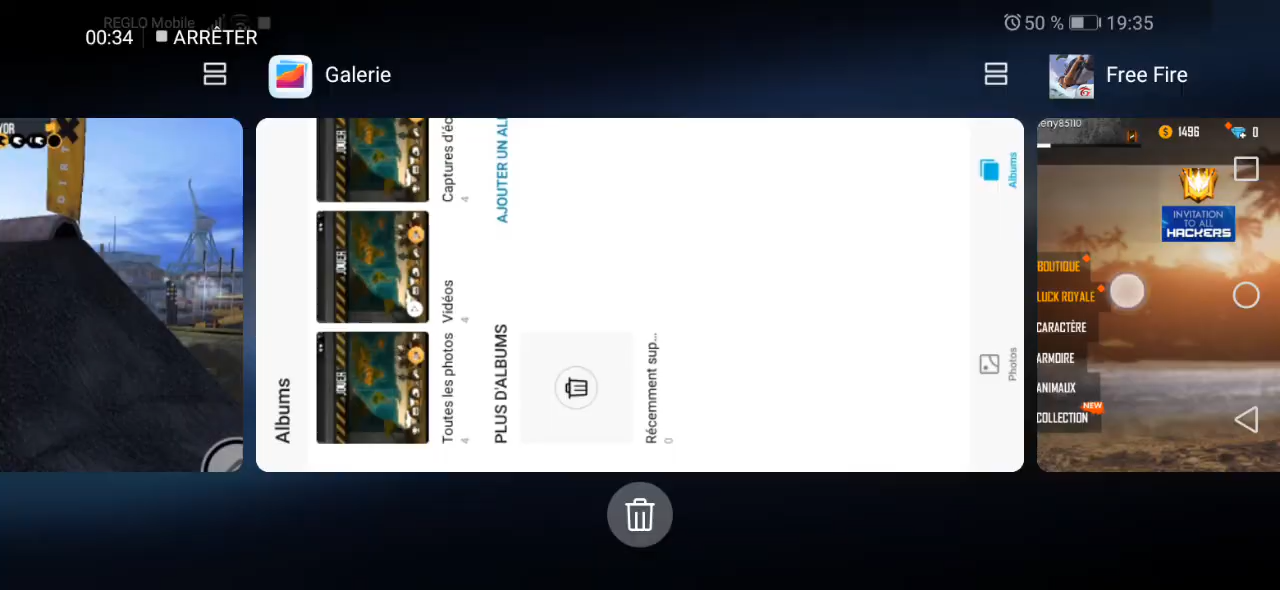 REGLO Mobile
50 %
19:35
00:34
ARRÊTER
Galerie
Free Fire
Albums
JOUER
JOUER
JOUER
Toutes les photos
4
Vidéos
4
Captures d'éc
4
PLUS D'ALBUMS
AJOUTER UN AL
Récemment sup...
0
Photos
Albums
1496
0
INVITATION
TO ALL
HACKERS
BOUTIQUE
LUCK ROYALE
CARACTÈRE
ARMOIRE
ANIMAUX
NEW
COLLECTION